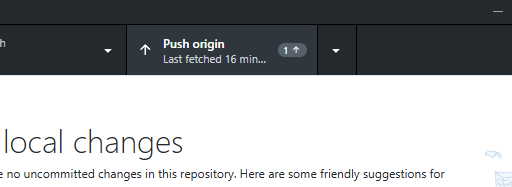 h
Push origin
Last fetched 16 min...
1
local changes
e no uncommitted changes in this repository. Here are some friendly suggestions for